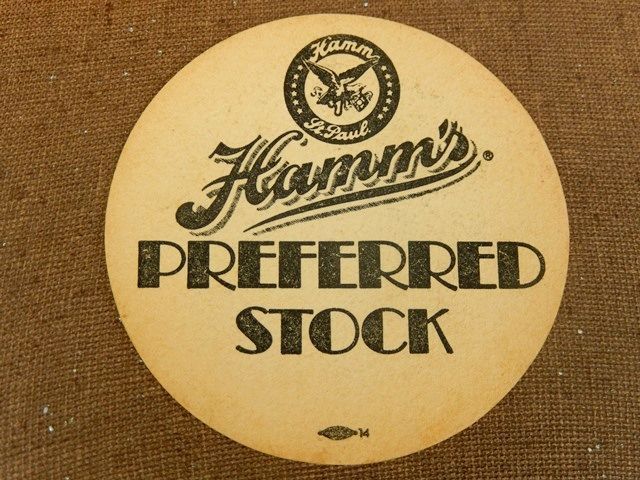 Hamm
St. Paul.
Hamm's®
PREFERRED
STOCK
14